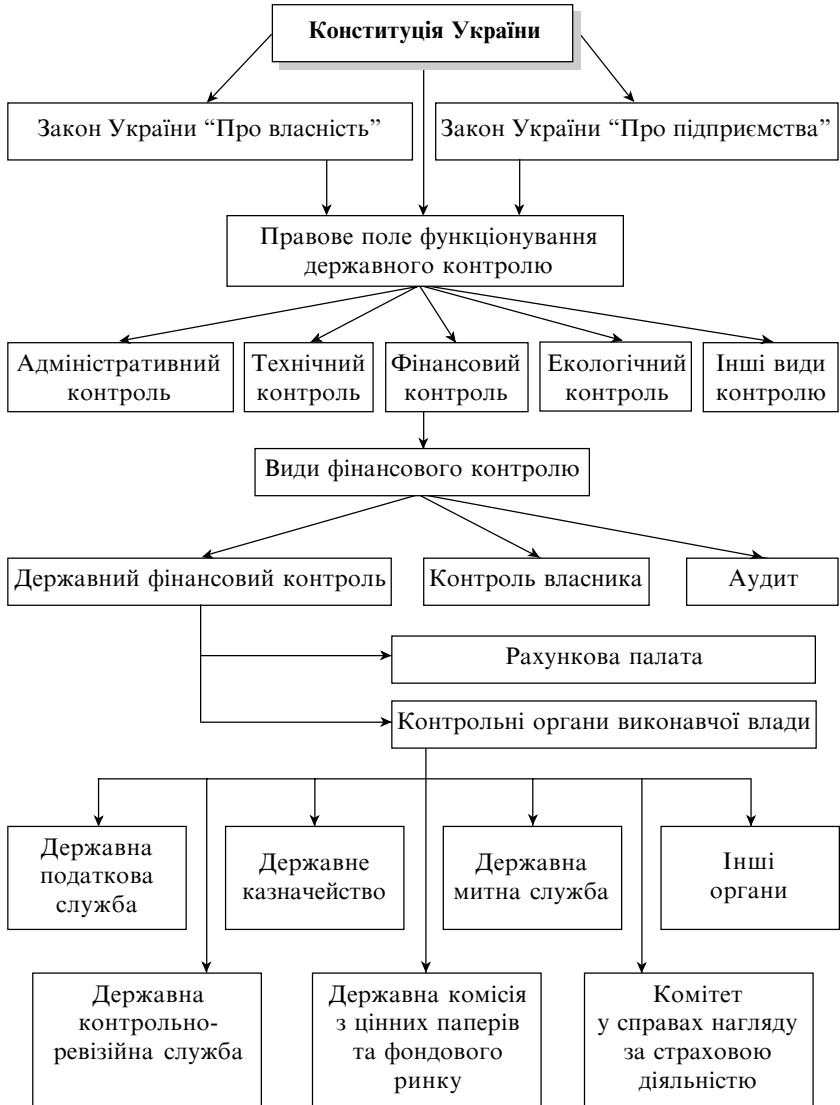 Конституція України
Закон України “Про власність”
Закон України “Про підприємства”
Правове поле функціонування
державного контролю
Адміністративний
контроль
Технічний
контроль
Фінансовий
контроль
Екологічний
контроль
Інші види
контролю
Види фінансового контролю
Державний фінансовий контроль
Контроль власника
Аудит
Рахункова палата
Контрольні органи виконавчої влади
Державна
податкова
служба
Державне
казначейство
Державна
митна служба
Інші
органи
Державна
контрольно-
ревізійна служба
Державна комісія
з цінних паперів
та фондового
ринку
Комітет
у справах нагляду
за страховою
діяльністю